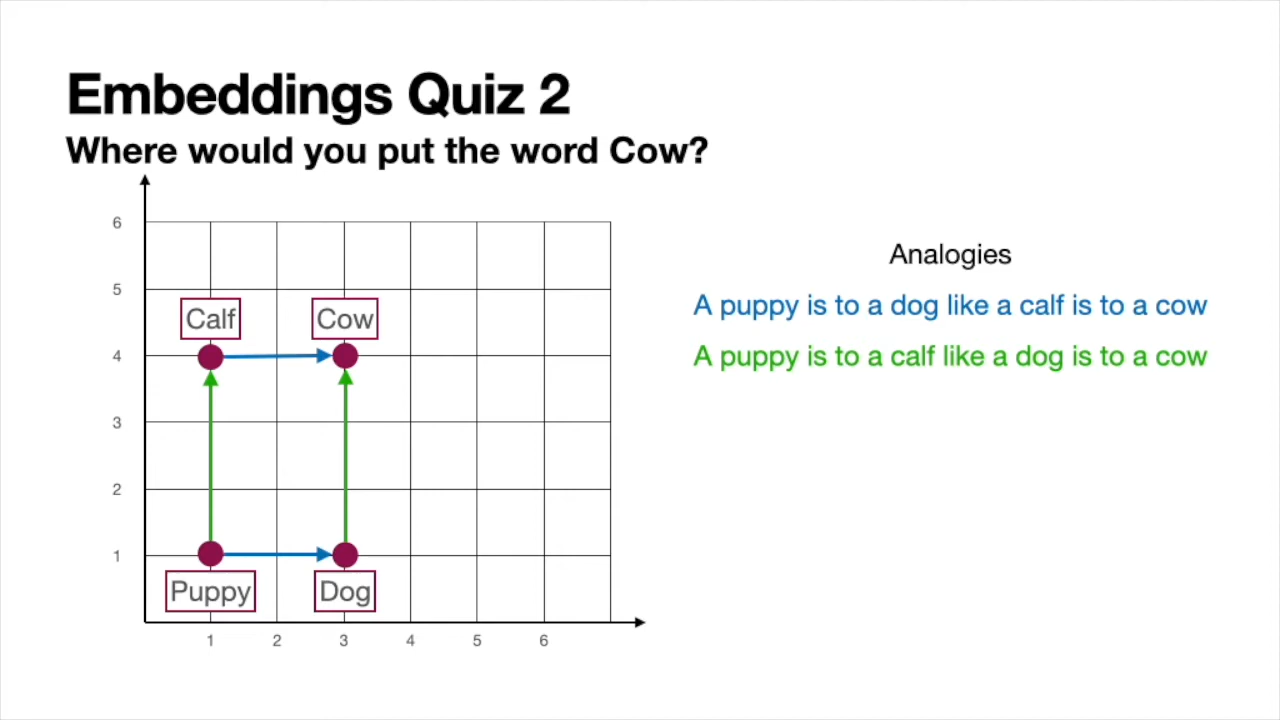 Embeddings Quiz 2
Where would you put the word Cow?
6
5
4
3
2
1
Calf
Cow
Puppy
Dog
1 2 3 4 5 6
Analogies
A puppy is to a dog like a calf is to a cow
A puppy is to a calf like a dog is to a cow